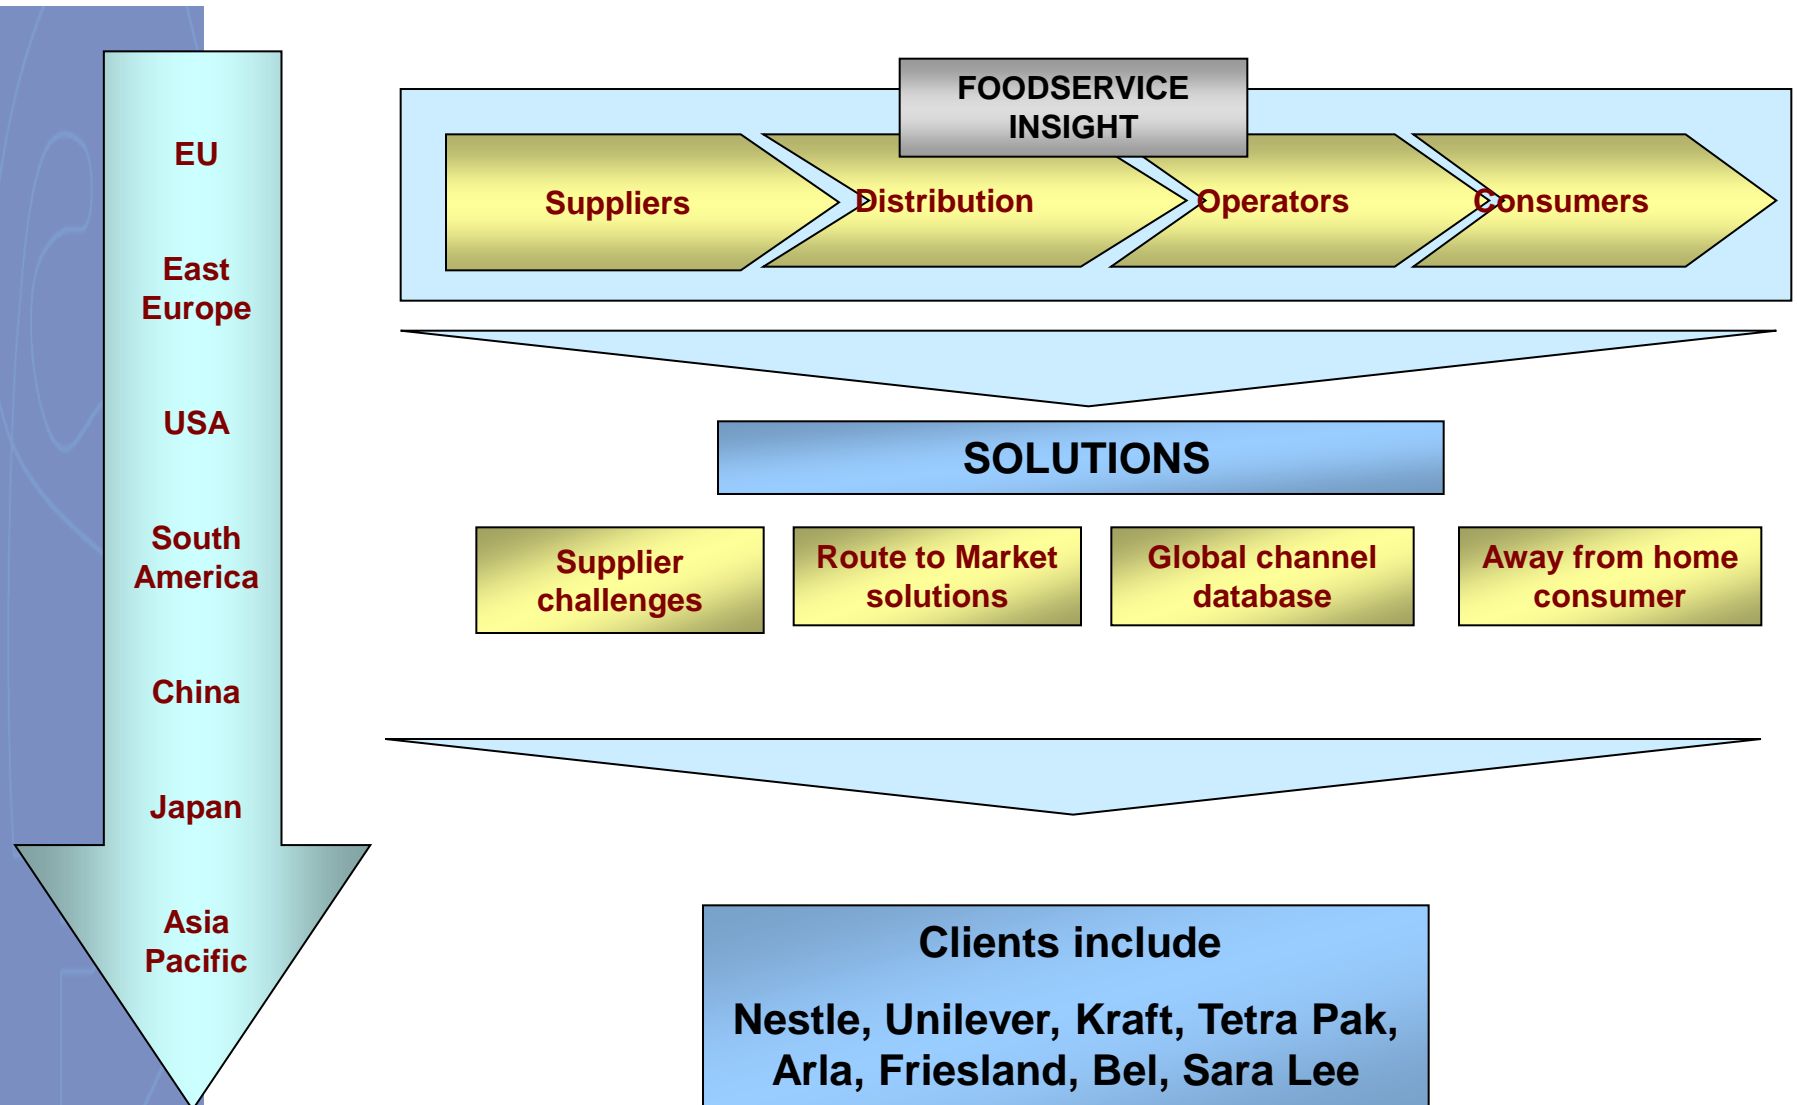 EU
East
Europe
USA
South
America
China
Japan
Asia
Pacific
FOODSERVICE
INSIGHT
Suppliers
Distribution
Operators
Consumers
SOLUTIONS
Supplier
challenges
Route to Market
solutions
Global channel
database
Away from home
consumer
Clients include
Nestle, Unilever, Kraft, Tetra Pak,
Arla, Friesland, Bel, Sara Lee